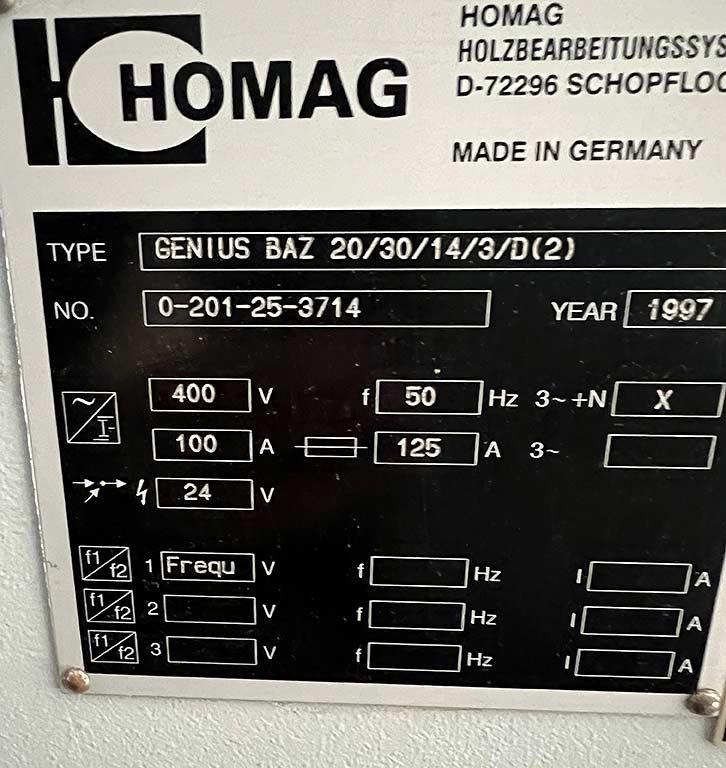 HOMAG
HOMAG
HOLZBEARBEITUNGSSYS
D-72296 SCHOPFLOC
MADE IN GERMANY
TYPE GENIUS BAZ 20/30/14/3/D(2)
NO. 0-201-25-3714 YEAR 1997
400 V f 50 Hz 3~+N X
100 A 125 A 3~
24 V
f1/f2 1 Frequ V f Hz I A
f1/f2 2 V f Hz I A
f1/f2 3 V f Hz I A